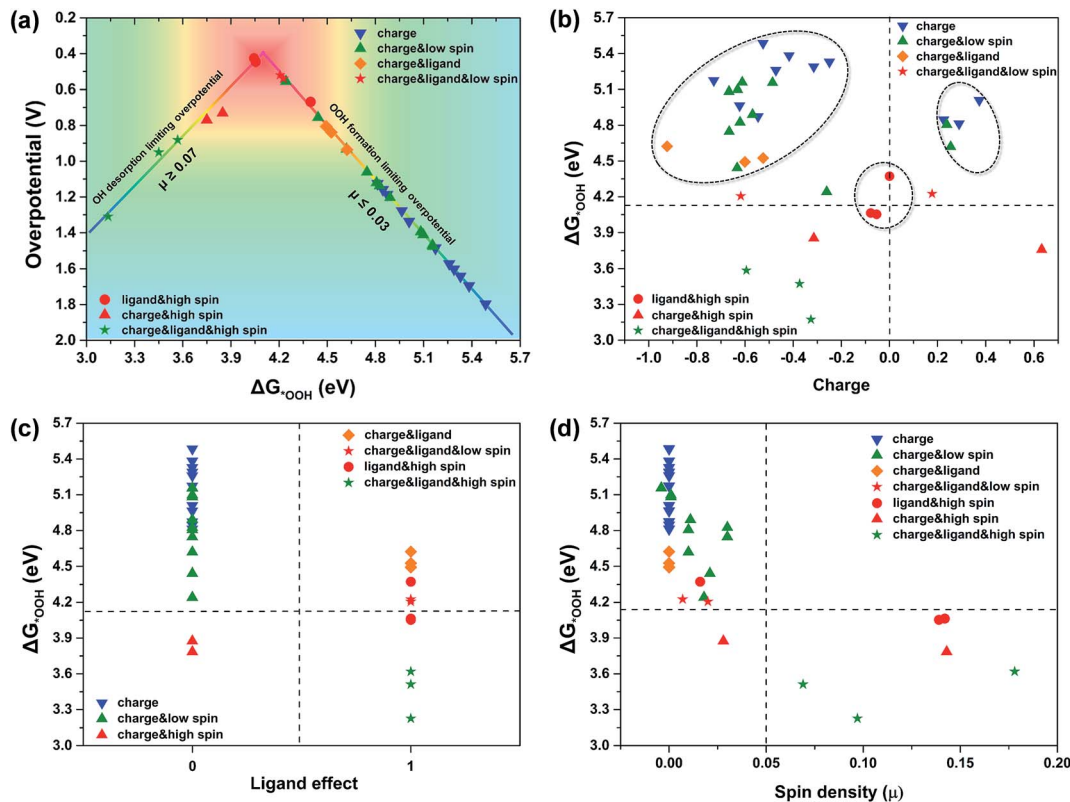 (a)
Overpotential (V)
0.2
0.4
0.6
0.8
1.0
1.2
1.4
1.6
1.8
2.0
charge
charge&low spin
charge&ligand
charge&ligand&low spin
OH desorption limiting overpotential
μ ≥ 0.07
OOH formation limiting overpotential
μ ≤ 0.03
ligand&high spin
charge&high spin
charge&ligand&high spin
3.0 3.3 3.6 3.9 4.2 4.5 4.8 5.1 5.4 5.7
ΔG*OOH (eV)
(b)
ΔG*OOH (eV)
5.7
5.4
5.1
4.8
4.5
4.2
3.9
3.6
3.3
3.0
charge
charge&low spin
charge&ligand
charge&ligand&low spin
ligand&high spin
charge&high spin
charge&ligand&high spin
-1.0 -0.8 -0.6 -0.4 -0.2 0.0 0.2 0.4 0.6
Charge
(c)
ΔG*OOH (eV)
5.7
5.4
5.1
4.8
4.5
4.2
3.9
3.6
3.3
3.0
charge&ligand
charge&ligand&low spin
ligand&high spin
charge&ligand&high spin
charge
charge&low spin
charge&high spin
0 1
Ligand effect
(d)
ΔG*OOH (eV)
5.7
5.4
5.1
4.8
4.5
4.2
3.9
3.6
3.3
3.0
charge
charge&low spin
charge&ligand
charge&ligand&low spin
ligand&high spin
charge&high spin
charge&ligand&high spin
0.00 0.05 0.10 0.15 0.20
Spin density (μ)